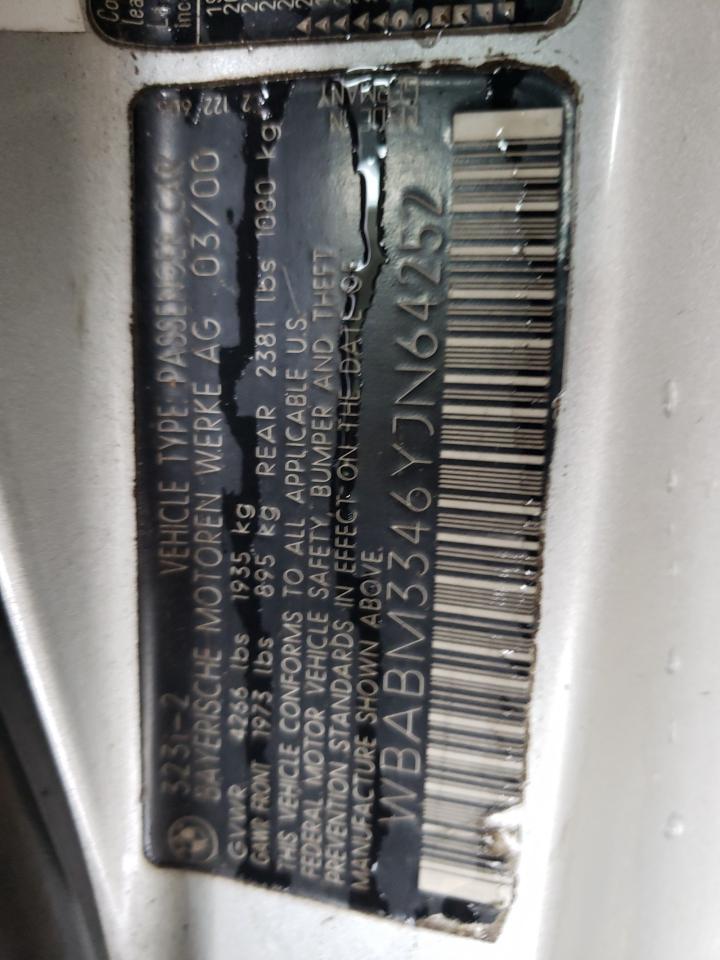 323i-2 VEHICLE TYPE: PASSENGER CAR
BAYERISCHE MOTOREN WERKE AG 03/00
GVWR 4266 lbs 1935 kg
GAWR FRONT 1973 lbs 895 kg REAR 2381 lbs 1080 kg
THIS VEHICLE CONFORMS TO ALL APPLICABLE U.S.
FEDERAL MOTOR VEHICLE SAFETY, BUMPER AND THEFT
PREVENTION STANDARDS IN EFFECT ON THE DATE OF
MANUFACTURE SHOWN ABOVE.
WBABM3346YJN64252